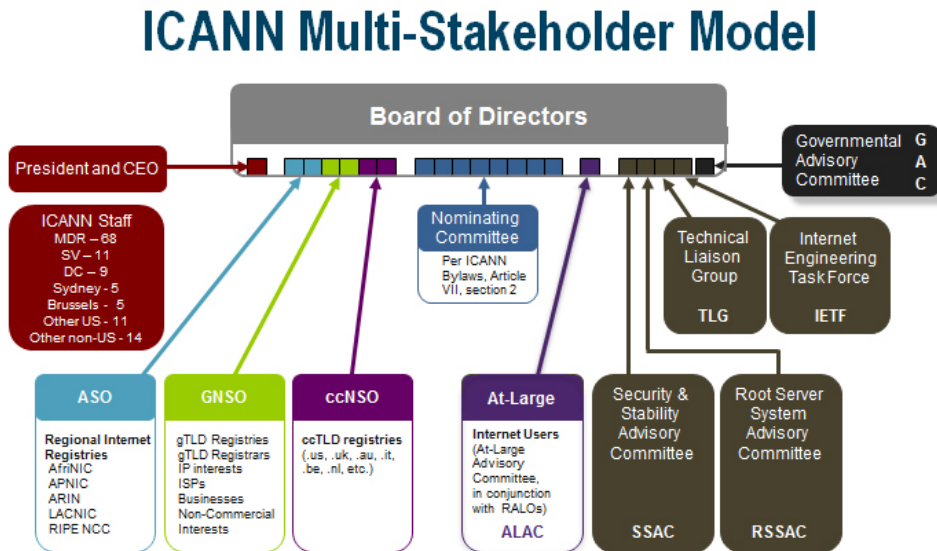 ICANN Multi-Stakeholder Model
Board of Directors
President and CEO
Governmental G
Advisory A
Committee C
ICANN Staff
MDR – 68
SV – 11
DC – 9
Sydney - 5
Brussels - 5
Other US - 11
Other non-US - 14
Nominating
Committee
Per ICANN
Bylaws, Article
VII, section 2
Technical
Liaison
Group
TLG
Internet
Engineering
Task Force
IETF
ASO
Regional Internet
Registries
AfriNIC
APNIC
ARIN
LACNIC
RIPE NCC
GNSO
gTLD Registries
gTLD Registrars
IP interests
ISPs
Businesses
Non-Commercial
Interests
ccNSO
ccTLD registries
(.us, .uk, .au, .it,
.be, .nl, etc.)
At-Large
Internet Users
(At-Large
Advisory
Committee,
in conjunction
with RALOs)
ALAC
Security &
Stability
Advisory
Committee
SSAC
Root Server
System
Advisory
Committee
RSSAC